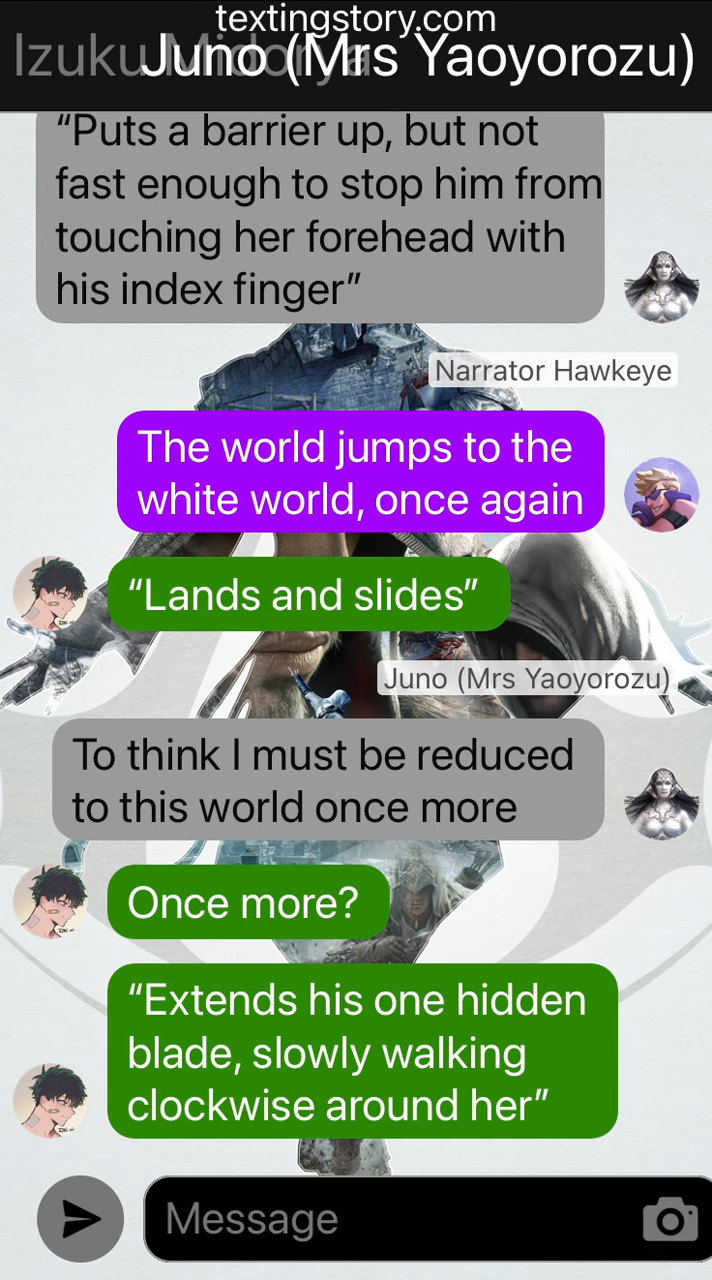 textingstory.com
Izuku Midoriya
Juno (Mrs Yaoyorozu)
“Puts a barrier up, but not
fast enough to stop him from
touching her forehead with
his index finger”
Narrator Hawkeye
The world jumps to the
white world, once again
“Lands and slides”
Juno (Mrs Yaoyorozu)
To think I must be reduced
to this world once more
Once more?
“Extends his one hidden
blade, slowly walking
clockwise around her”
Message